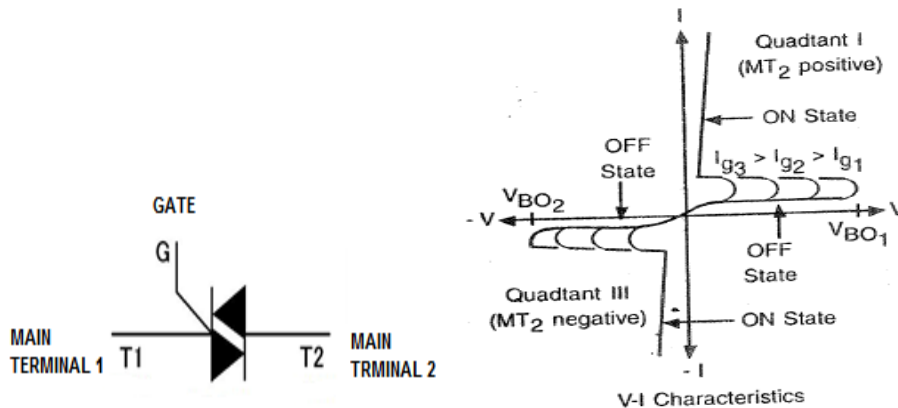 GATE
G
MAIN
TERMINAL 1
T1
T2
MAIN
TRMINAL 2
I
Quadtant I
(MT2 positive)
ON State
OFF
State
Ig3 > Ig2 > Ig1
VBO2
- V
V
VBO1
OFF
State
Quadtant III
(MT2 negative)
ON State
- I
V-I Characteristics